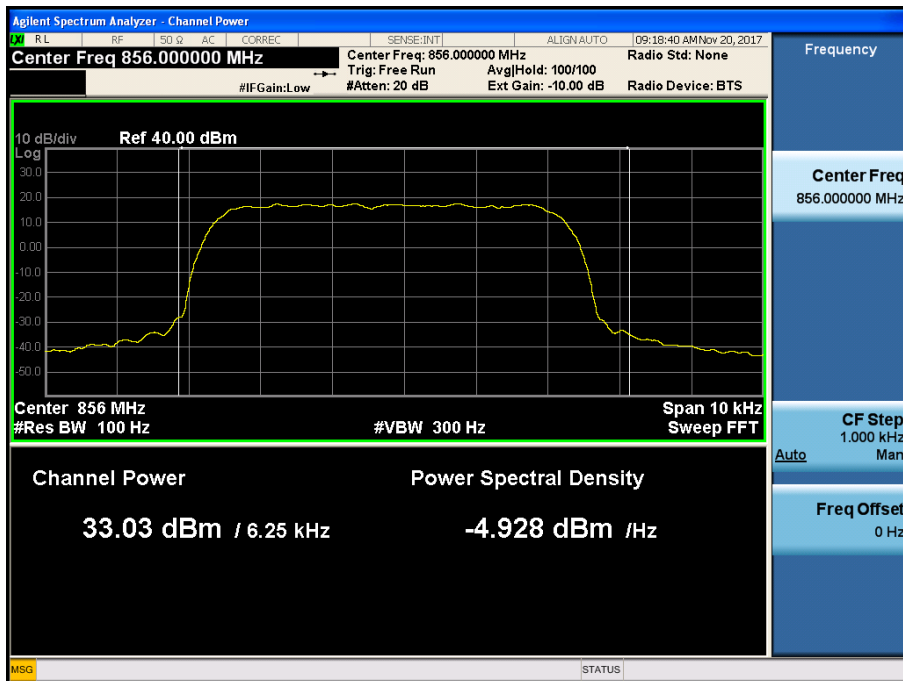 Agilent Spectrum Analyzer - Channel Power
LXI RL RF 50 Ω AC CORREC SENSE:INT ALIGN AUTO 09:18:40 AM Nov 20, 2017
Center Freq 856.000000 MHz
#IFGain:Low
Center Freq: 856.000000 MHz
Trig: Free Run Avg|Hold: 100/100
#Atten: 20 dB Ext Gain: -10.00 dB
Radio Std: None
Radio Device: BTS
10 dB/div Ref 40.00 dBm
Log
30.0
20.0
10.0
0.00
-10.0
-20.0
-30.0
-40.0
-50.0
Center 856 MHz Span 10 kHz
#Res BW 100 Hz #VBW 300 Hz Sweep FFT
Channel Power Power Spectral Density
33.03 dBm / 6.25 kHz -4.928 dBm /Hz
Frequency
Center Freq
856.000000 MHz
CF Step
1.000 kHz
Auto Man
Freq Offset
0 Hz
MSG STATUS